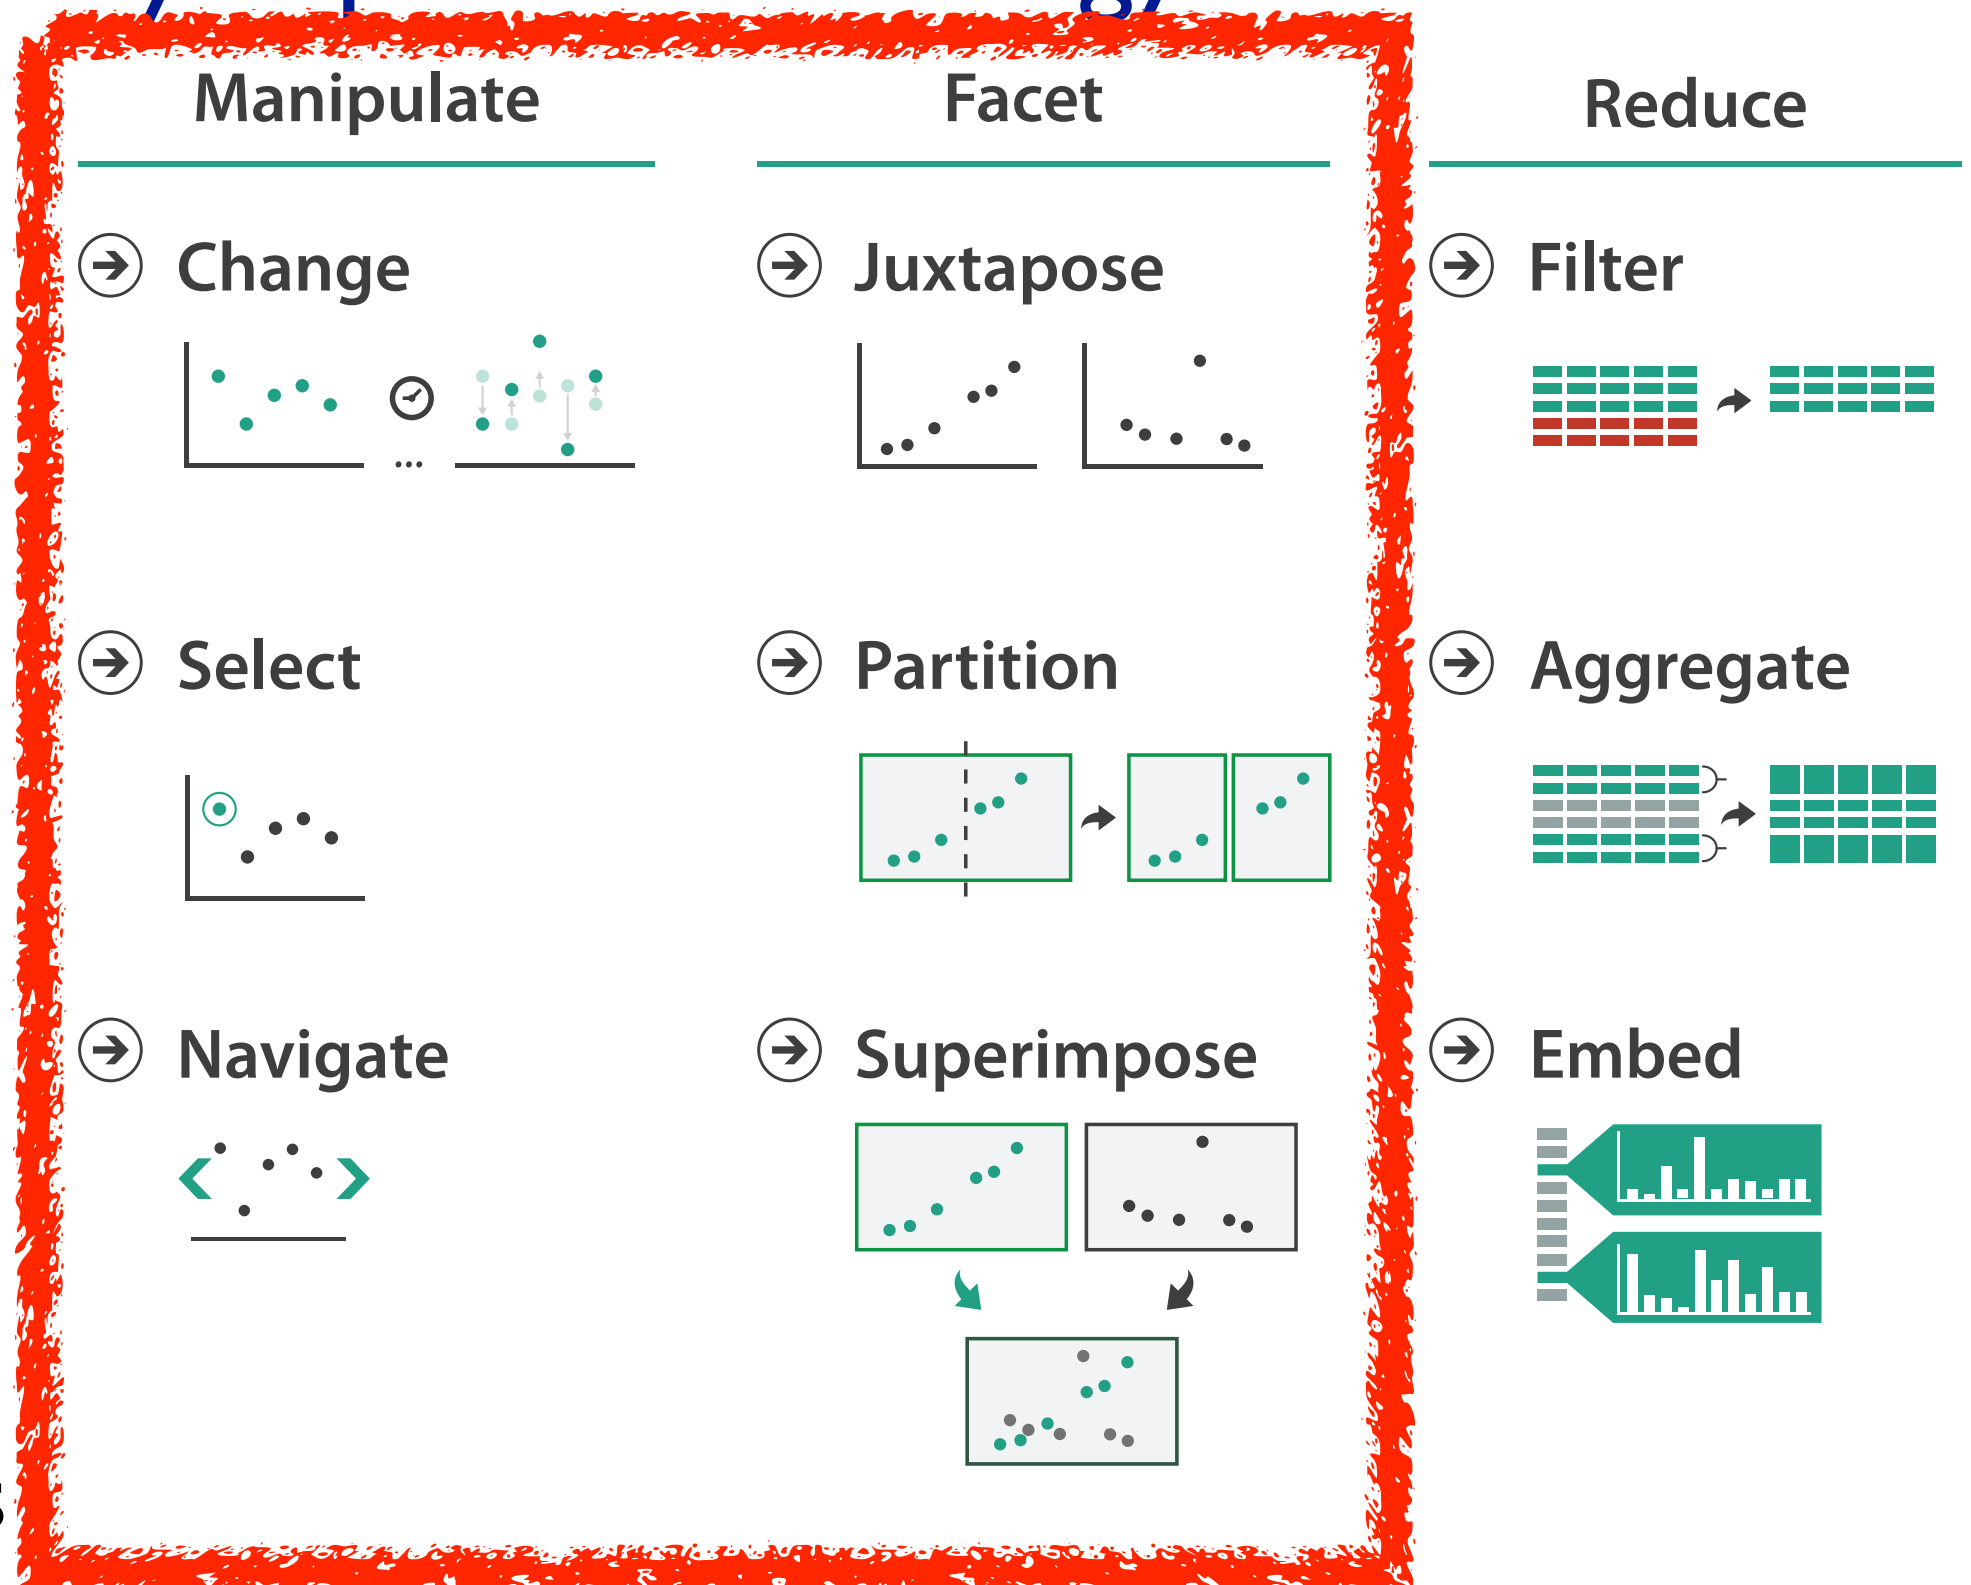 Manipulate
Facet
Reduce
Change
Juxtapose
Filter
...
Select
Partition
Aggregate
Navigate
Superimpose
Embed